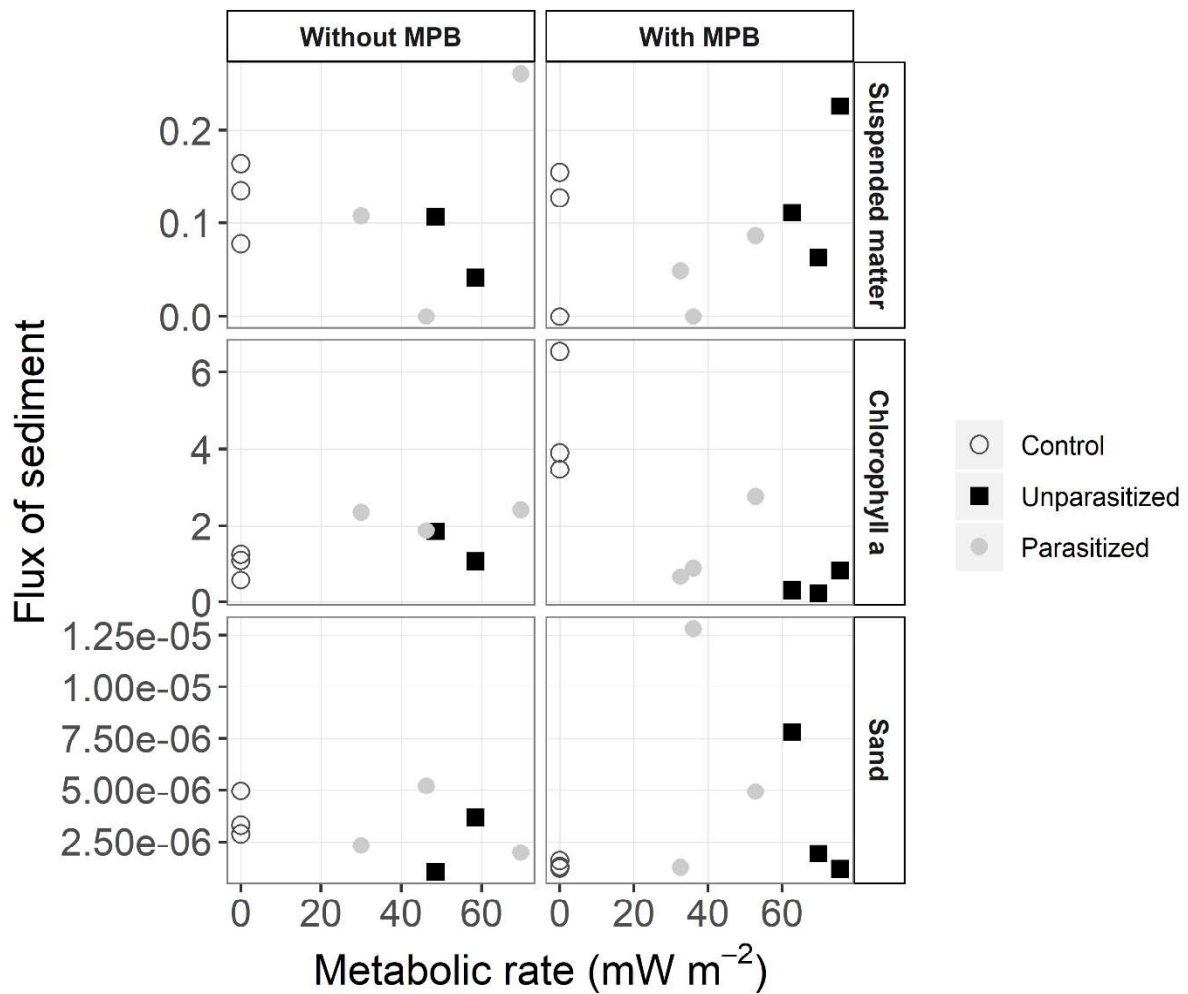 Without MPB
With MPB
Suspended matter
0.2
0.1
0.0
Chlorophyll a
6
4
2
0
Sand
1.25e-05
1.00e-05
7.50e-06
5.00e-06
2.50e-06
0 20 40 60
0 20 40 60
Metabolic rate (mW m⁻²)
Flux of sediment
Control
Unparasitized
Parasitized